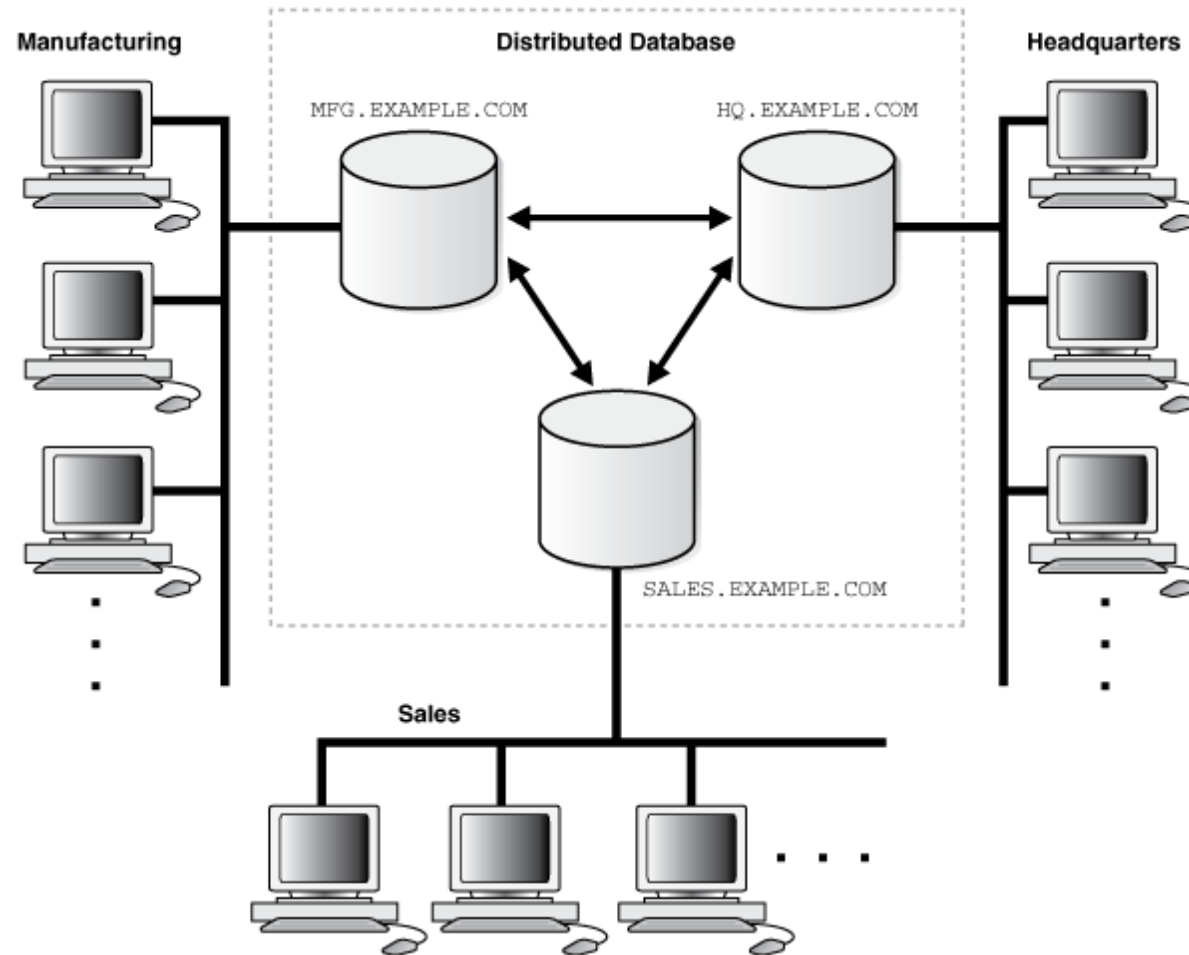 Manufacturing
Distributed Database
Headquarters
MFG.EXAMPLE.COM
HQ.EXAMPLE.COM
SALES.EXAMPLE.COM
Sales